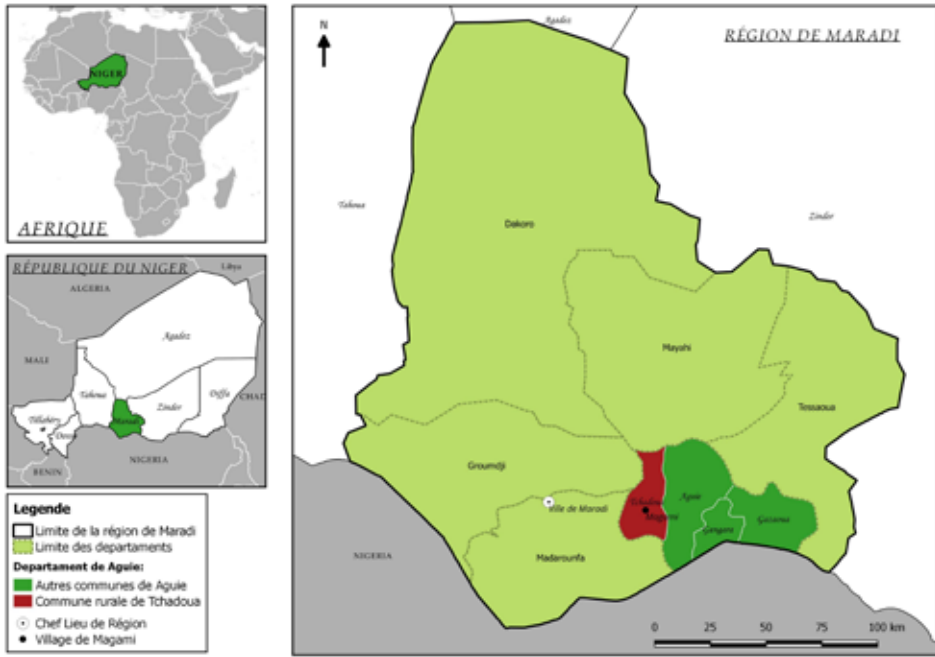 NIGER
AFRIQUE
RÉPUBLIQUE DU NIGER
Libya
ALGERIA
Agadez
MALI
Tahoua
Zinder
Diffa
CHAD
Maradi
Tillabéry
Dosso
NIGERIA
BENIN
Legende
Limite de la région de Maradi
Limite des departaments
Departament de Aguie:
Autres communes de Aguie
Commune rurale de Tchadoua
Chef Lieu de Région
Village de Magami
N
Agadez
RÉGION DE MARADI
Tahoua
Zinder
Dakoro
Mayahi
Tessaoua
Groumdji
Aguie
Tchadoua
Ville de Maradi
Magami
Gazaoua
Gangara
NIGERIA
Madarounfa
0 25 50 75 100 km